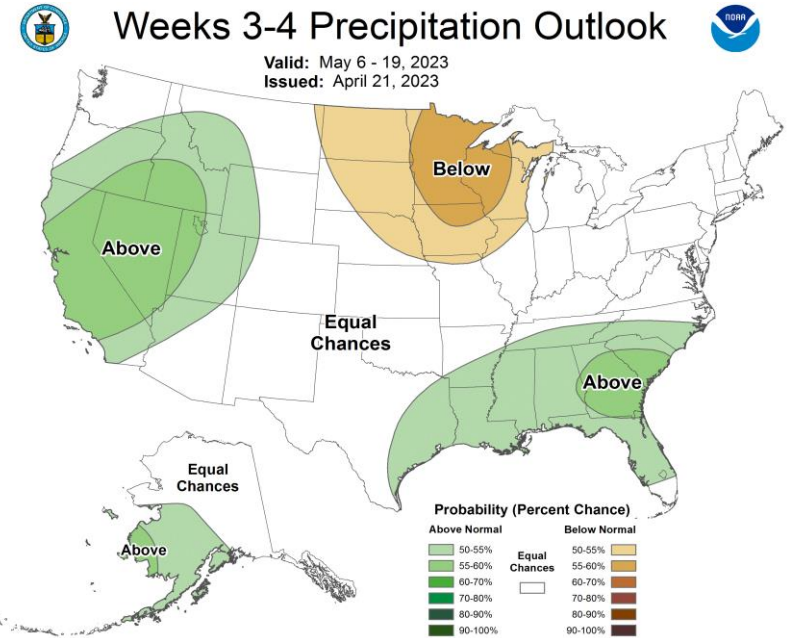 Weeks 3-4 Precipitation Outlook
NOAA
Valid: May 6 - 19, 2023
Issued: April 21, 2023
Below
Above
Equal
Chances
Above
Equal
Chances
Above
Probability (Percent Chance)
Above Normal
Below Normal
50-55%
55-60%
60-70%
70-80%
80-90%
90-100%
Equal
Chances
50-55%
55-60%
60-70%
70-80%
80-90%
90-100%